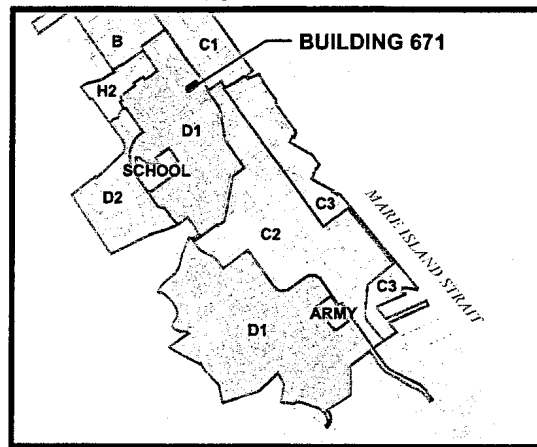 B
C1
BUILDING 671
H2
D1
SCHOOL
D2
C3
MARE ISLAND STRAIT
C2
C3
ARMY
D1